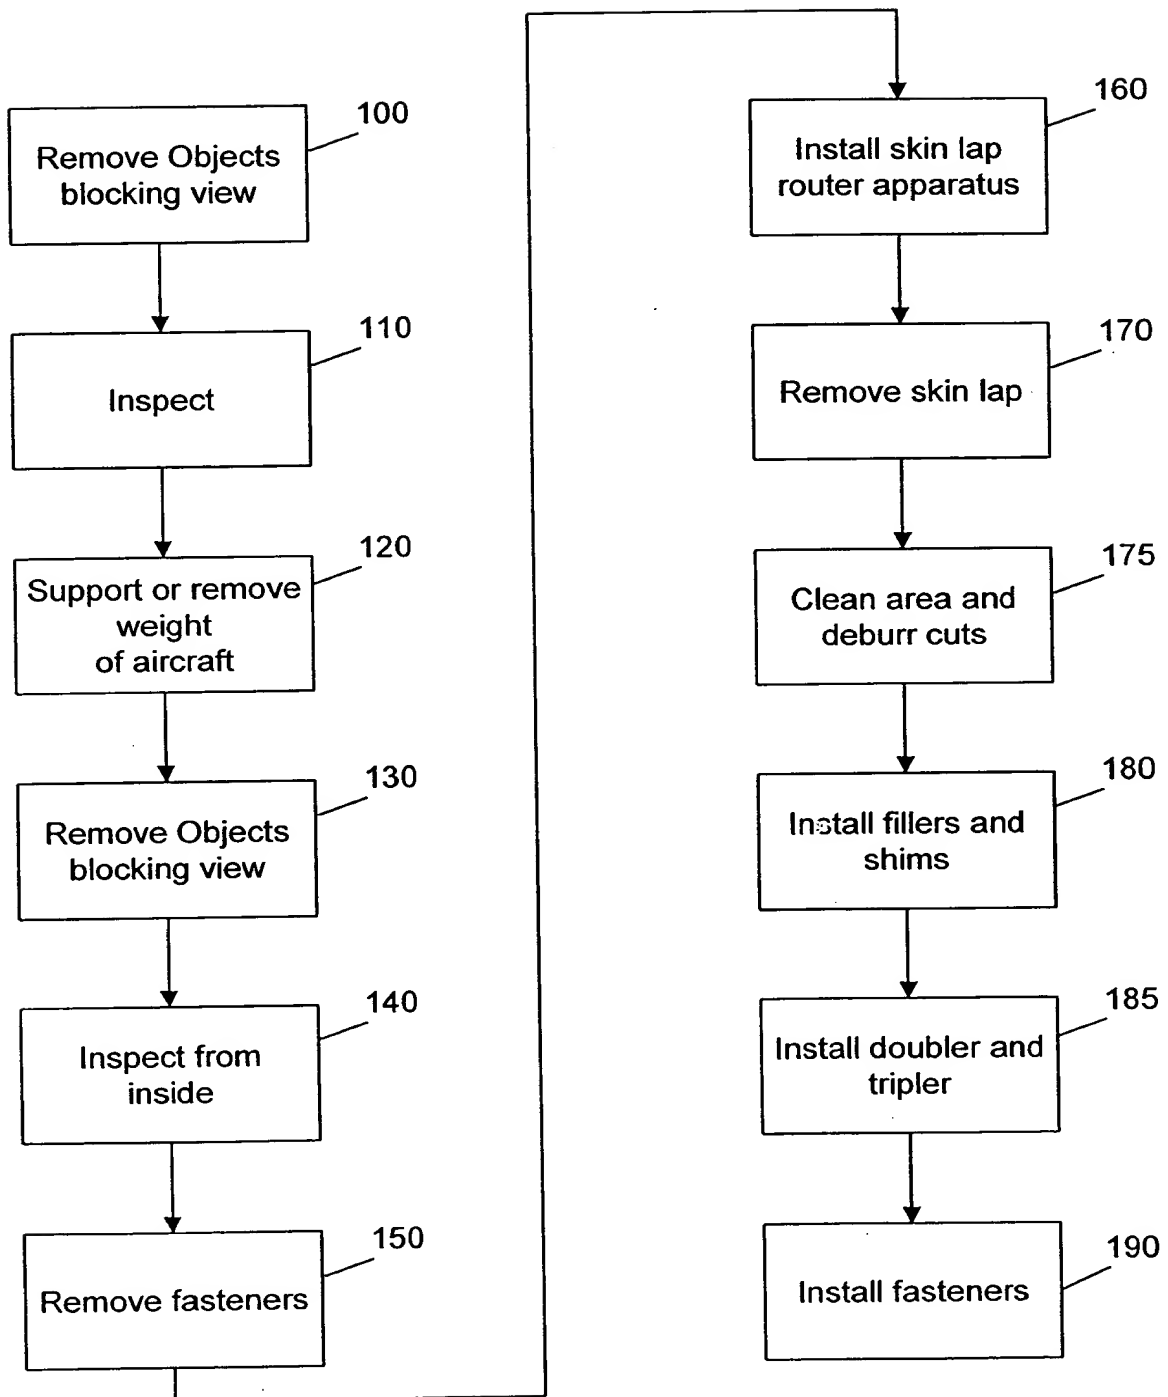 100
Remove Objects
blocking view
110
Inspect
120
Support or remove
weight
of aircraft
130
Remove Objects
blocking view
140
Inspect from
inside
150
Remove fasteners
160
Install skin lap
router apparatus
170
Remove skin lap
175
Clean area and
deburr cuts
180
Install fillers and
shims
185
Install doubler and
tripler
190
Install fasteners